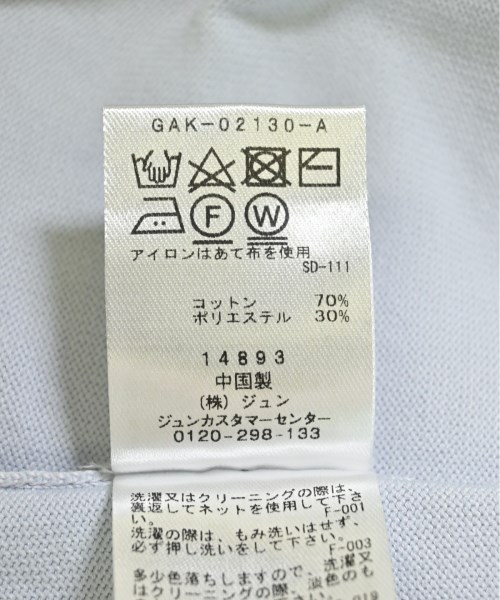 GAK-02130-A
F W
アイロンはあて布を使用
SD-111
コットン 70%
ポリエステル 30%
14893
中国製
(株) ジュン
ジュンカスタマーセンター
0120-298-133
洗濯又はクリーニングの際は、
裏返してネットを使用して下さ
い。 F-001
洗濯の際は、もみ洗いはせず、
必ず押し洗いをして下さい。
F-003
多少色落ちしますので、洗濯又
はクリーニングの際は、淡色のも